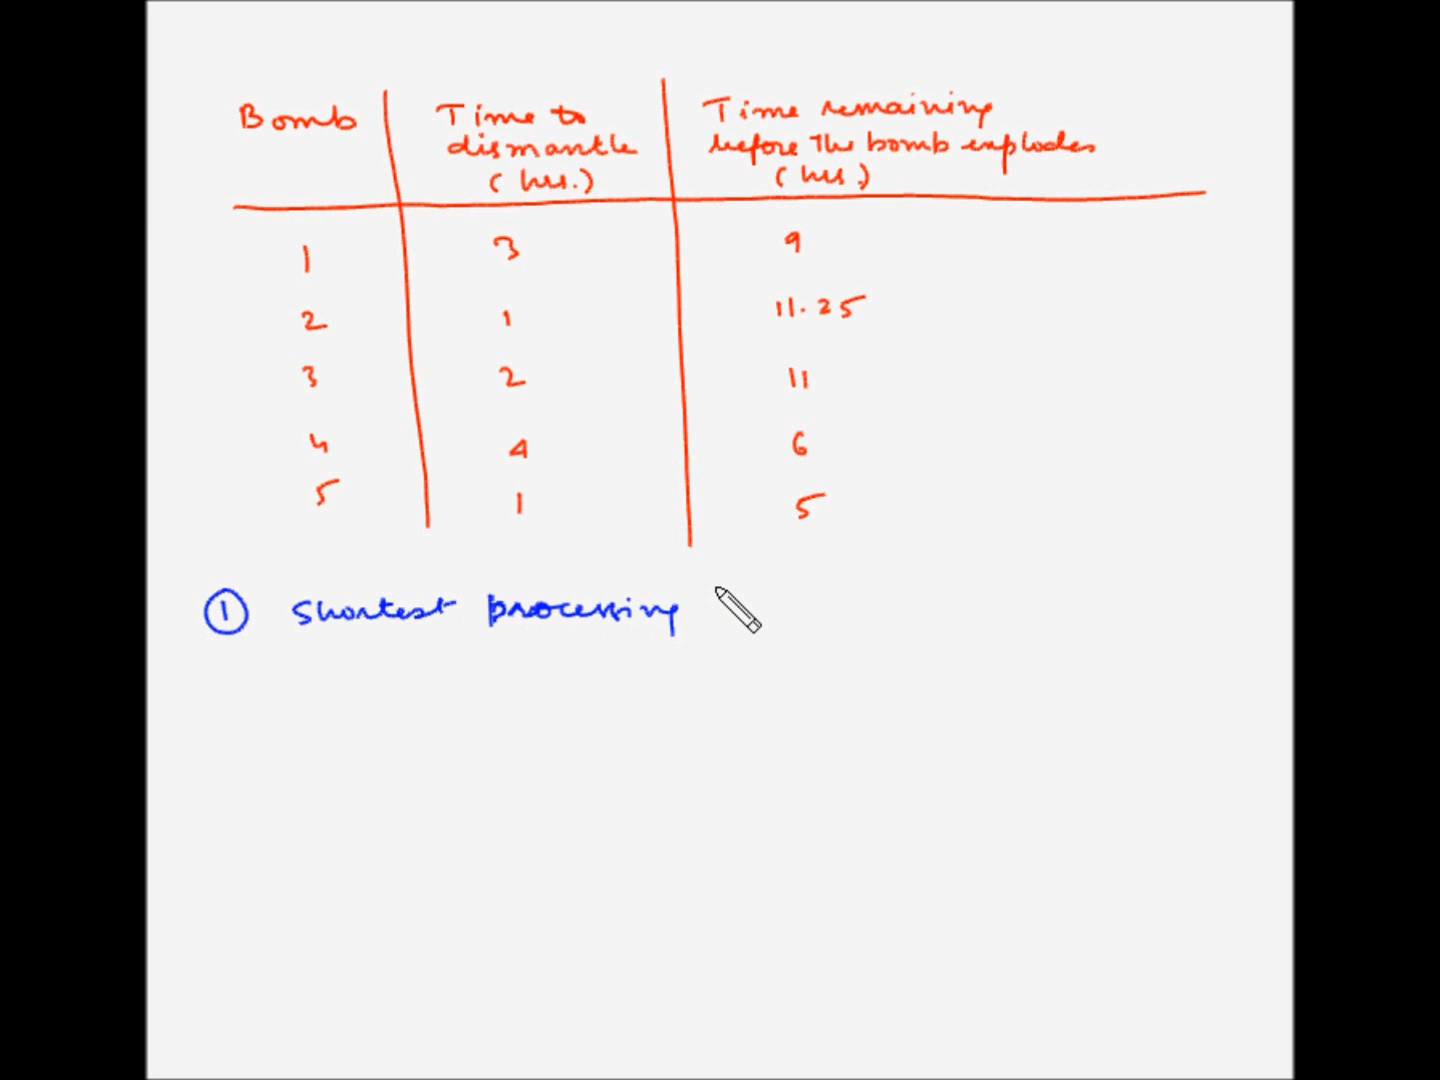 Bomb Time to Time remaining
dismantle before the bomb explodes
(hrs.) (hrs.)
1 3 9
2 1 11.25
3 2 11
4 4 6
5 1 5
1 Shortest processing